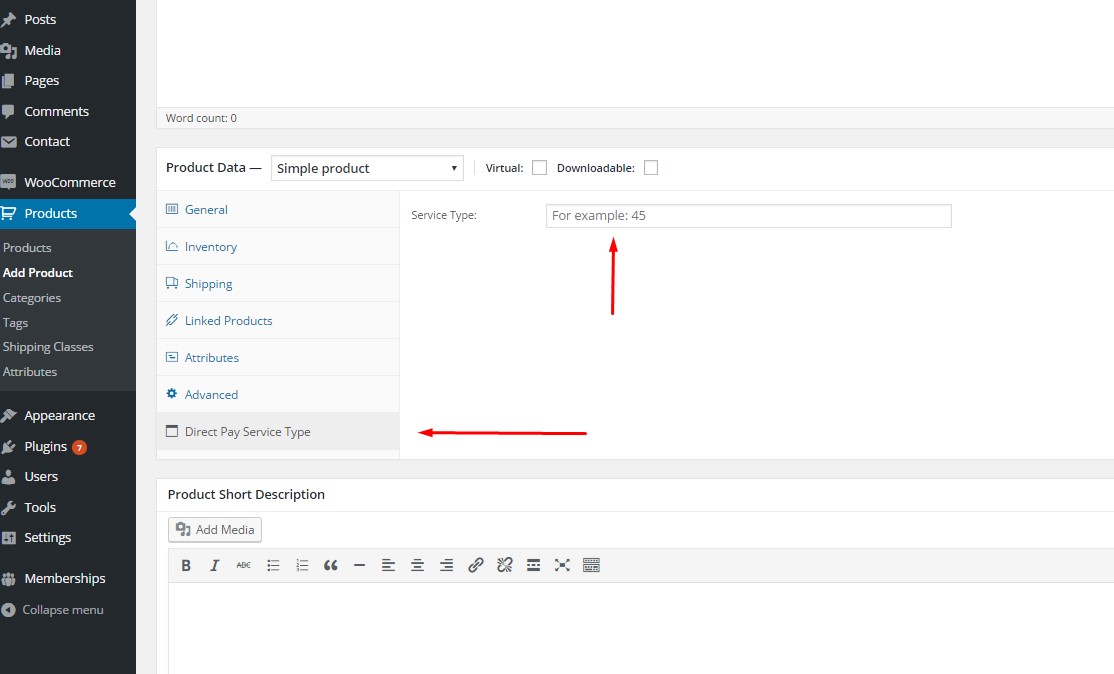 Posts
Media
Pages
Comments
Contact
WOO WooCommerce
Products
Products
Add Product
Categories
Tags
Shipping Classes
Attributes
Appearance
Plugins 7
Users
Tools
Settings
Memberships
Collapse menu
Word count: 0
Product Data — Simple product Virtual: Downloadable:
General
Inventory
Shipping
Linked Products
Attributes
Advanced
Direct Pay Service Type
Service Type: For example: 45
Product Short Description
Add Media
B I ABC